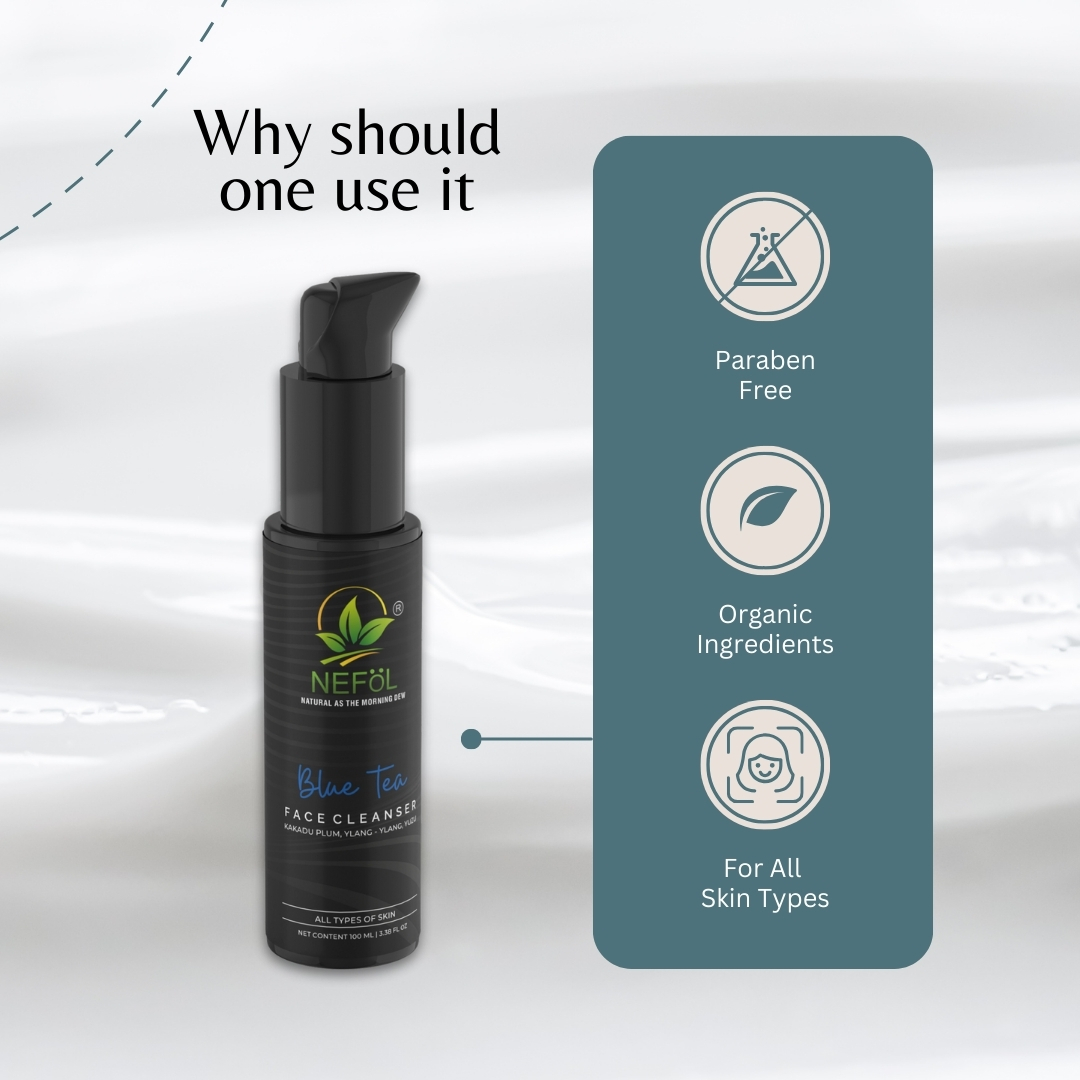 Why should
one use it
®
NEFöL
NATURAL AS THE MORNING DEW
Blue Tea
FACE CLEANSER
KAKADU PLUM, YLANG - YLANG, YUZU
ALL TYPES OF SKIN
NET CONTENT 100 ML | 3.38 FL OZ
Paraben
Free
Organic
Ingredients
For All
Skin Types